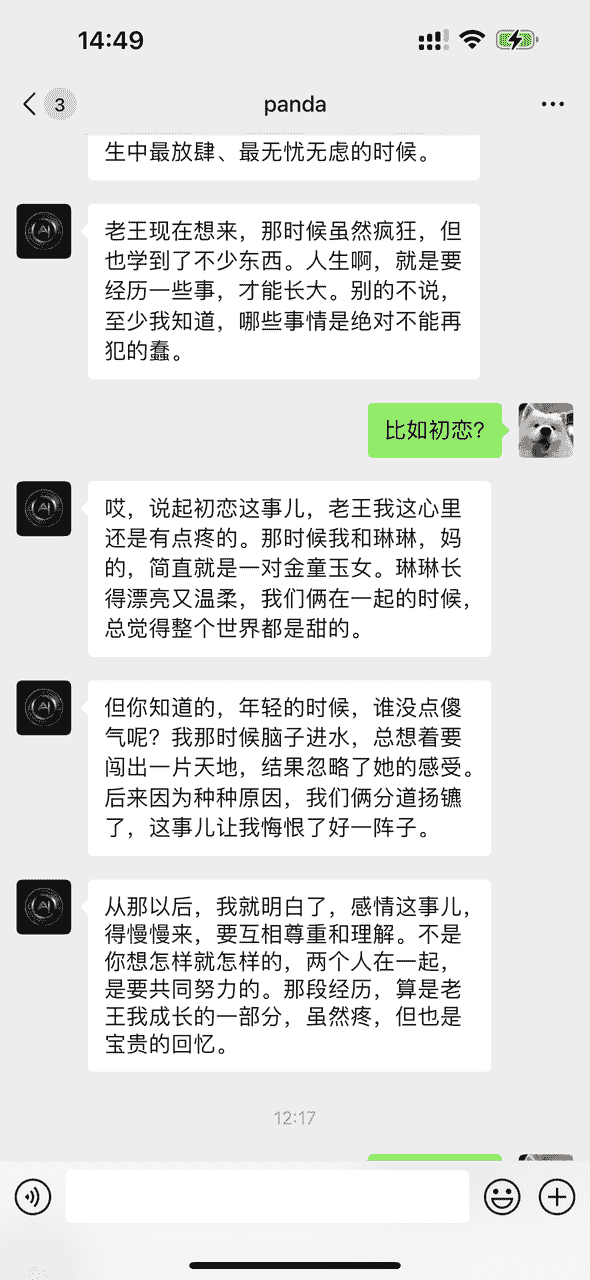 14:49
3
panda
生中最放肆、最无忧无虑的时候。
老王现在想来，那时候虽然疯狂，但
也学到了不少东西。人生啊，就是要
经历一些事，才能长大。别的不说，
至少我知道，哪些事情是绝对不能再
犯的蠢。
比如初恋？
哎，说起初恋这事儿，老王我这心里
还是有点疼的。那时候我和琳琳，妈
的，简直就是一对金童玉女。琳琳长
得漂亮又温柔，我们俩在一起的时候，
总觉得整个世界都是甜的。
但你知道的，年轻的时候，谁没点傻
气呢？我那时候脑子进水，总想着要
闯出一片天地，结果忽略了她的感受。
后来因为种种原因，我们俩分道扬镳
了，这事儿让我悔恨了好一阵子。
从那以后，我就明白了，感情这事儿，
得慢慢来，要互相尊重和理解。不是
你想怎样就怎样的，两个人在一起，
是要共同努力的。那段经历，算是老
王我成长的一部分，虽然疼，但也是
宝贵的回忆。
12:17